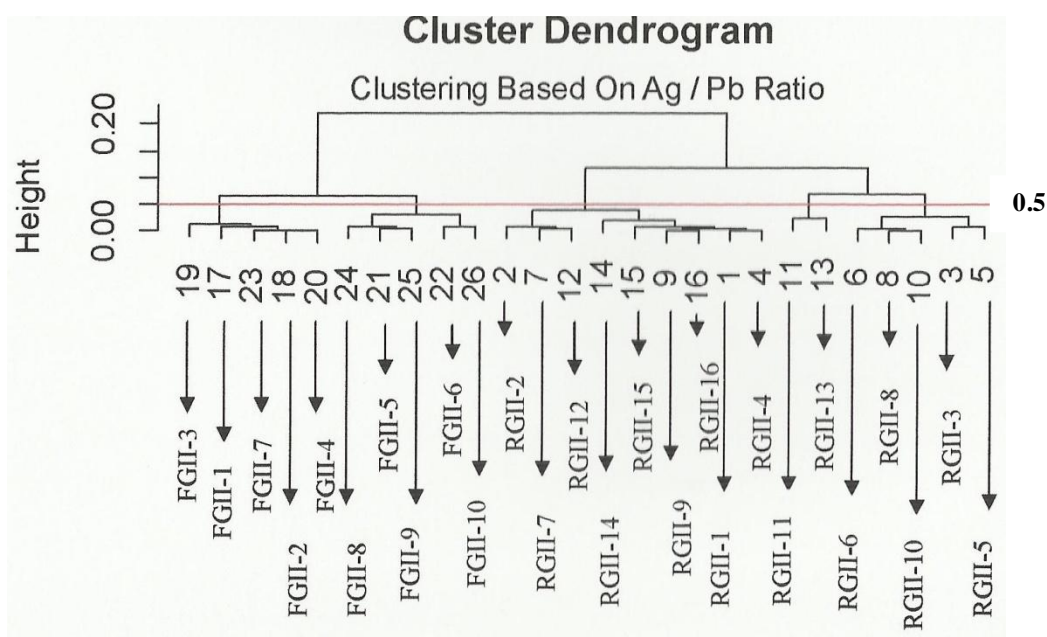 Cluster Dendrogram
Clustering Based On Ag / Pb Ratio
Height
0.20
0.00
0.5
19 17 23 18 20 24 21 25 22 26 2 7 12 14 15 9 16 1 4 11 13 6 8 10 3 5
FGII-3
FGII-1
FGII-7
FGII-2
FGII-4
FGII-8
FGII-5
FGII-9
FGII-6
FGII-10
RGII-2
RGII-7
RGII-12
RGII-14
RGII-15
RGII-9
RGII-16
RGII-1
RGII-4
RGII-11
RGII-13
RGII-6
RGII-8
RGII-10
RGII-3
RGII-5